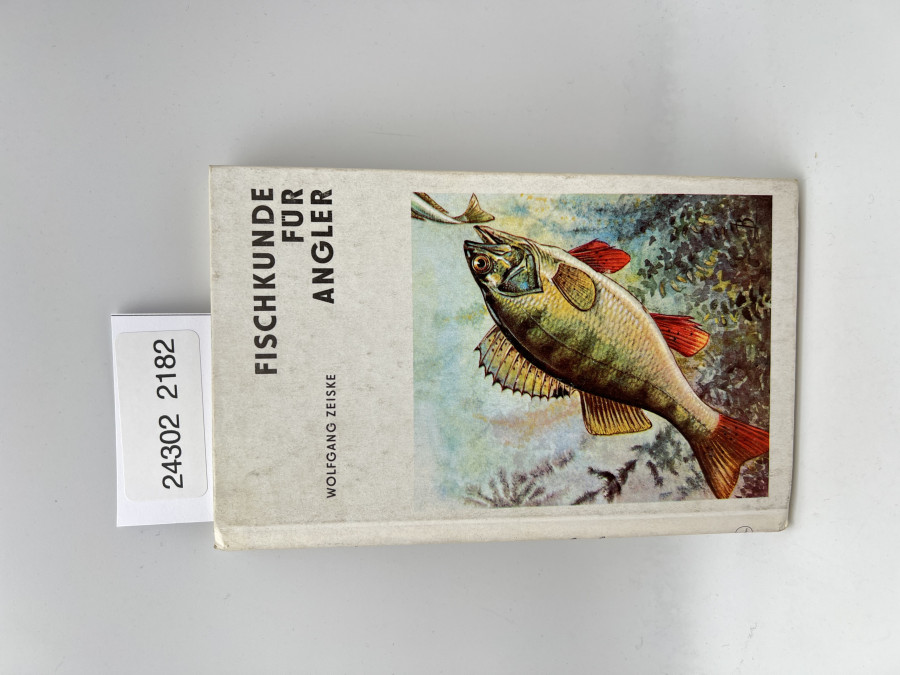 FISCHKUNDE
FÜR
ANGLER
WOLFGANG ZEISKE
24302 2182